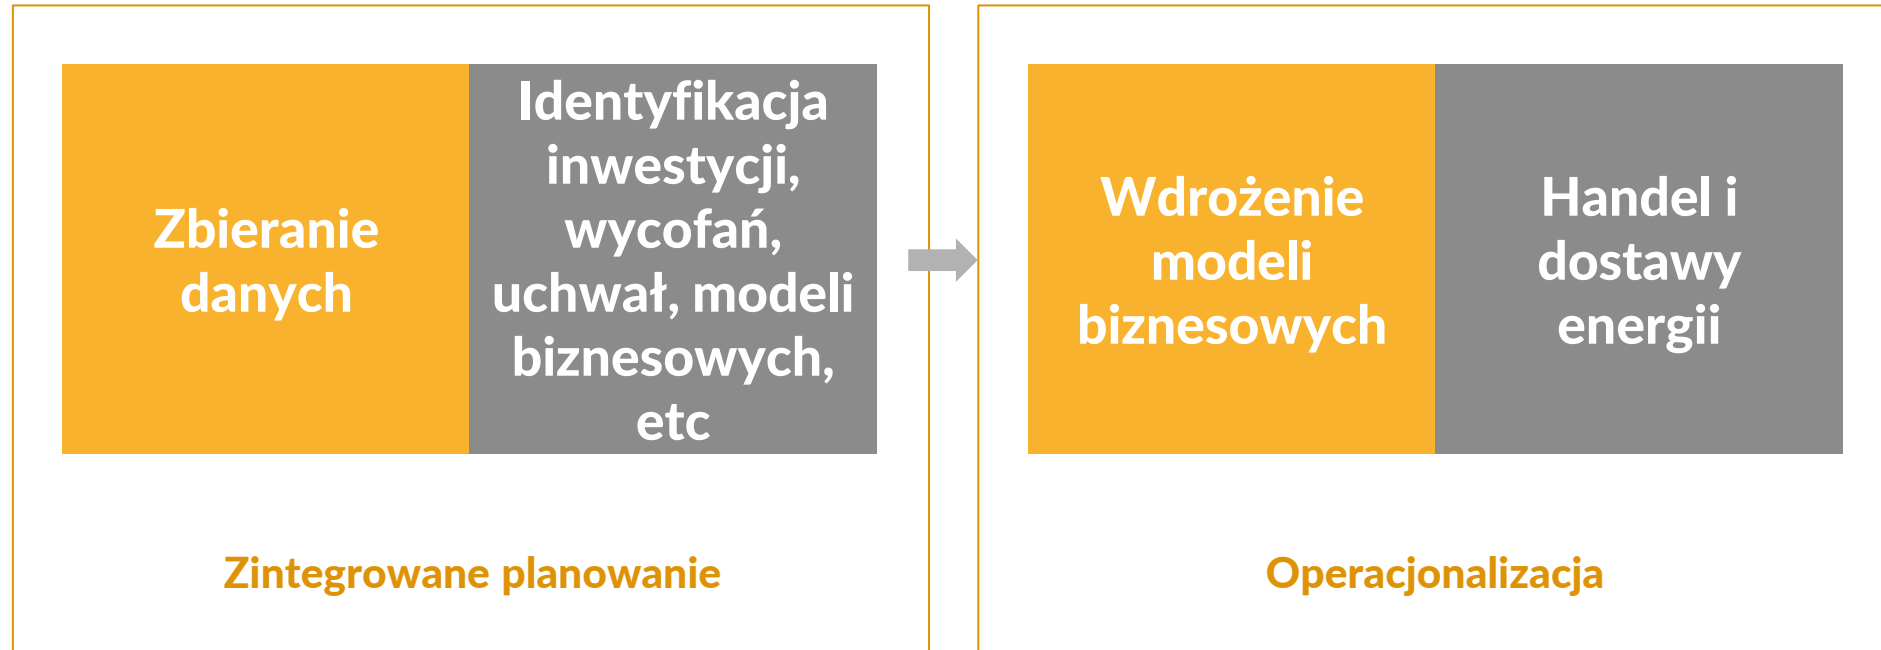 Zbieranie
danych
Identyfikacja
inwestycji,
wycofań,
uchwał, modeli
biznesowych,
etc
Zintegrowane planowanie
Wdrożenie
modeli
biznesowych
Handel i
dostawy
energii
Operacjonalizacja